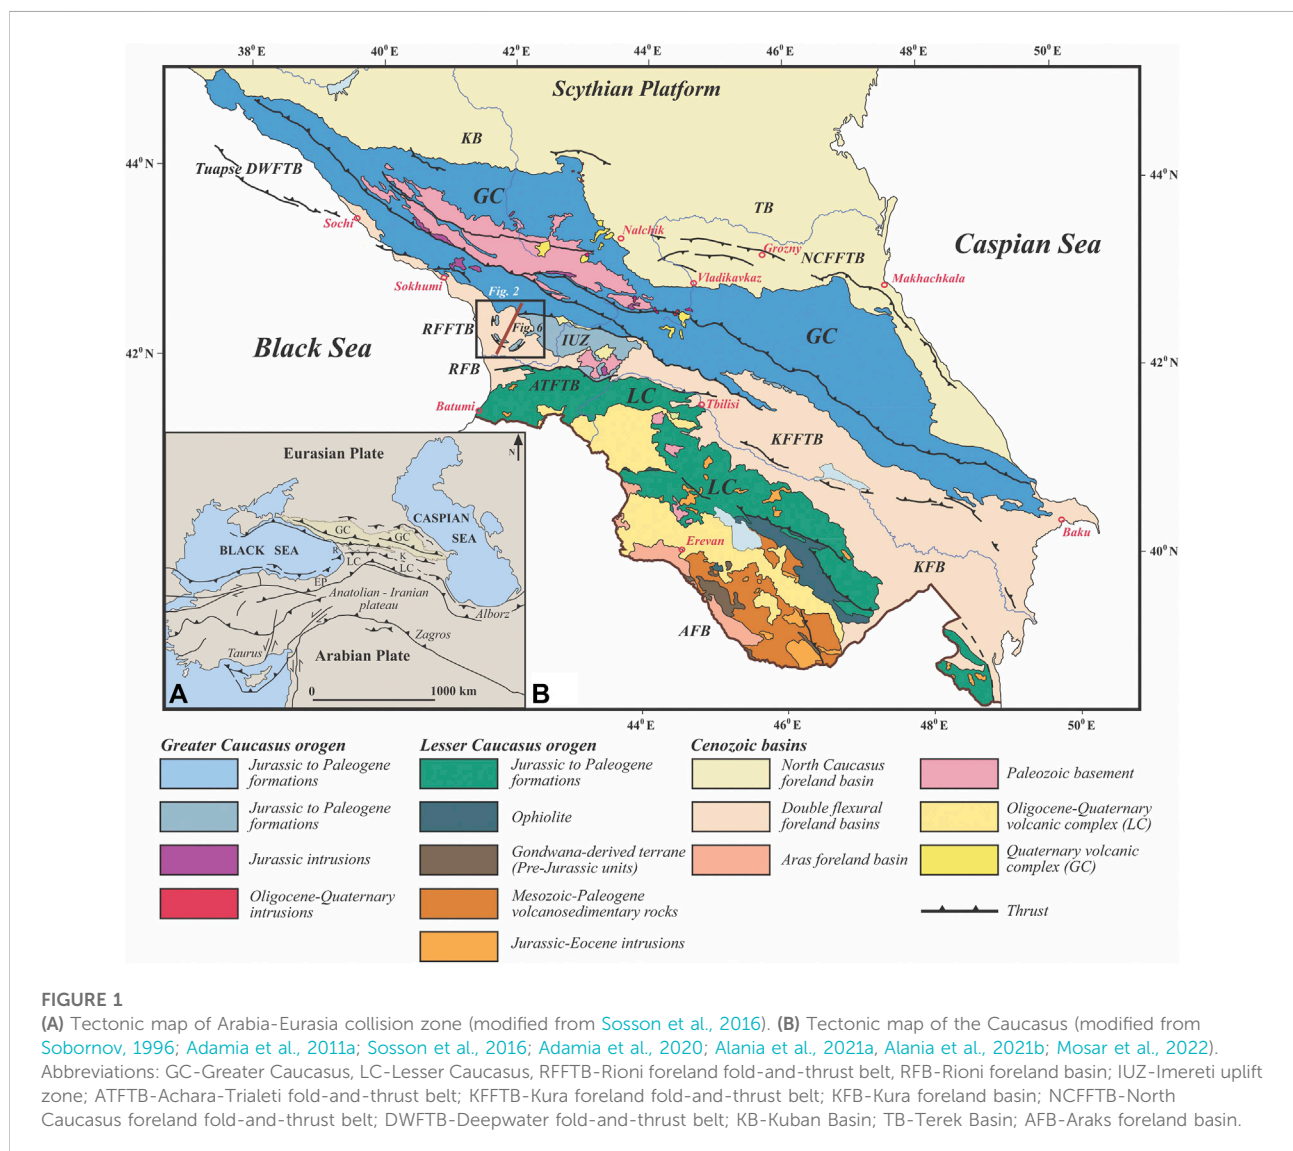 38° E 40° E 42° E 44° E 46° E 48° E 50° E
Scythian Platform
KB
44° N
44° N
Tuapse DWFTB
GC
TB
Sochi
Nalchik
Grozny
Caspian Sea
NCFFTB
Sokhumi
Vladikavkaz
Makhachkala
Fig. 2
RFFTB
Fig. 6
IUZ
GC
Black Sea
42° N
42° N
RFB
ATFTB
LC
Batumi
Tbilisi
KFFTB
LC
Erevan
Baku
40° N
KFB
AFB
Eurasian Plate
N
CASPIAN
SEA
GC
GC
BLACK SEA
R
K
LC
LC
EP
Anatolian - Iranian
plateau
Alborz
Taurus
Zagros
Arabian Plate
0 1000 km
A
B
44° E 46° E 48° E 50° E
Greater Caucasus orogen
Jurassic to Paleogene
formations
Jurassic to Paleogene
formations
Jurassic intrusions
Oligocene-Quaternary
intrusions
Lesser Caucasus orogen
Jurassic to Paleogene
formations
Ophiolite
Gondwana-derived terrane
(Pre-Jurassic units)
Mesozoic-Paleogene
volcanosedimentary rocks
Jurassic-Eocene intrusions
Cenozoic basins
North Caucasus
foreland basin
Double flexural
foreland basins
Aras foreland basin
Paleozoic basement
Oligocene-Quaternary
volcanic complex (LC)
Quaternary volcanic
complex (GC)
Thrust
FIGURE 1
(A) Tectonic map of Arabia-Eurasia collision zone (modified from Sosson et al., 2016). (B) Tectonic map of the Caucasus (modified from
Sobornov, 1996; Adamia et al., 2011a; Sosson et al., 2016; Adamia et al., 2020; Alania et al., 2021a, Alania et al., 2021b; Mosar et al., 2022).
Abbreviations: GC-Greater Caucasus, LC-Lesser Caucasus, RFFTB-Rioni foreland fold-and-thrust belt, RFB-Rioni foreland basin; IUZ-Imereti uplift
zone; ATFTB-Achara-Trialeti fold-and-thrust belt; KFFTB-Kura foreland fold-and-thrust belt; KFB-Kura foreland basin; NCFFTB-North
Caucasus foreland fold-and-thrust belt; DWFTB-Deepwater fold-and-thrust belt; KB-Kuban Basin; TB-Terek Basin; AFB-Araks foreland basin.